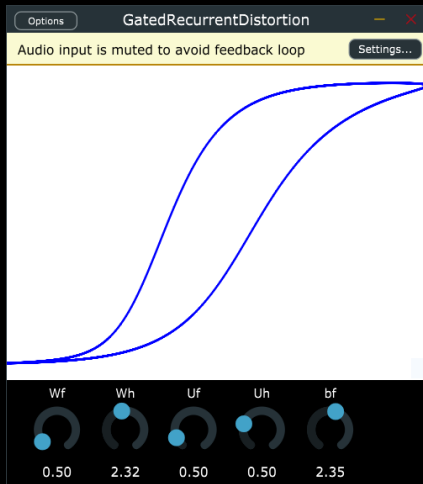 Options GatedRecurrentDistortion
Audio input is muted to avoid feedback loop Settings...
Wf Wh Uf Uh bf
0.50 2.32 0.50 0.50 2.35